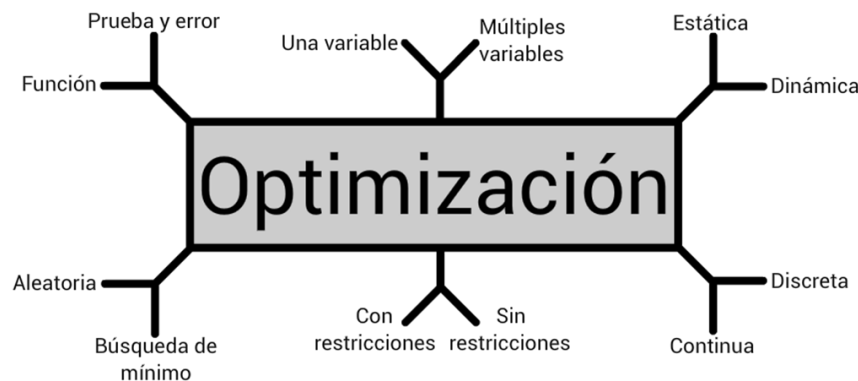 Prueba y error
Función
Una variable
Múltiples
variables
Estática
Dinámica
Optimización
Aleatoria
Búsqueda de
mínimo
Con
restricciones
Sin
restricciones
Discreta
Continua